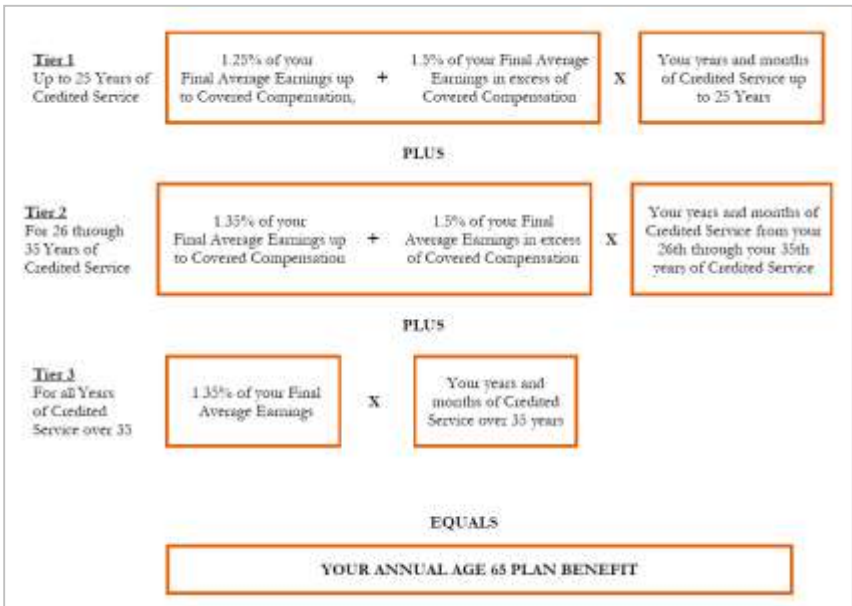 Tier 1
Up to 25 Years of
Credited Service
1.25% of your
Final Average Earnings up
to Covered Compensation,
+
1.5% of your Final Average
Earnings in excess of
Covered Compensation
X
Your years and months
of Credited Service up
to 25 Years
PLUS
Tier 2
For 26 through
35 Years of
Credited Service
1.35% of your
Final Average Earnings up
to Covered Compensation
+
1.5% of your Final
Average Earnings in excess
of Covered Compensation
X
Your years and months of
Credited Service from your
26th through your 35th
years of Credited Service
PLUS
Tier 3
For all Years
of Credited
Service over 35
1.35% of your Final
Average Earnings
X
Your years and
months of Credited
Service over 35 years
EQUALS
YOUR ANNUAL AGE 65 PLAN BENEFIT